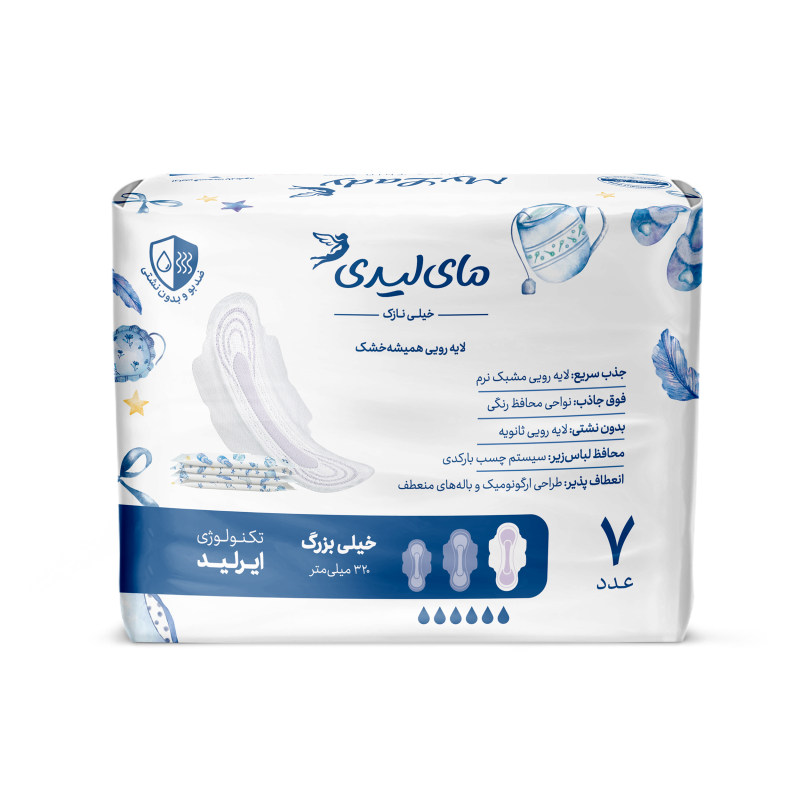 My Lady
مای لیدی
خیلی نازک
لایه رویی همیشه خشک
ضد بو و بدون نشتی
جذب سریع: لایه رویی مشبک نرم
فوق جاذب: نواحی محافظ رنگی
بدون نشتی: لایه رویی ثانویه
محافظ لباس‌زیر: سیستم چسب بارکدی
انعطاف پذیر: طراحی ارگونومیک و باله‌های منعطف
۷
عدد
خیلی بزرگ
۳۲۰ میلی‌متر
تکنولوژی
ایرلید